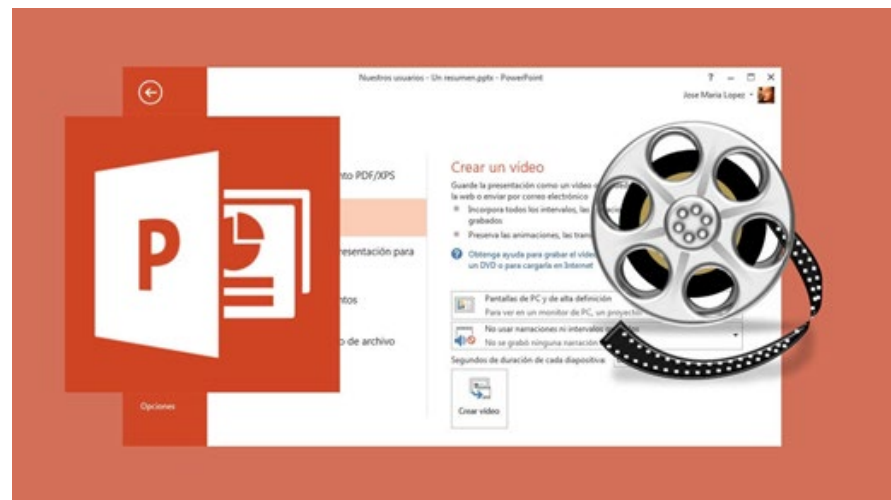 Nuestros usuarios - Un resumen.pptx - PowerPoint
Jose Maria Lopez
P
nto PDF/XPS
esentación para
ntos
o de archivo
Opciones
Crear un vídeo
Guarde la presentación como un vídeo
la web o enviar por correo electrónico
Incorpora todos los intervalos, las
grabados
Preserva las animaciones, las
Obtenga ayuda para grabar el vídeo
un DVD o para cargarla en Internet
Pantallas de PC y de alta definición
Para ver en un monitor de PC, un
No usar narraciones ni intervalos
No se grabó ninguna narración
Segundos de duración de cada diapositiva:
Crear vídeo